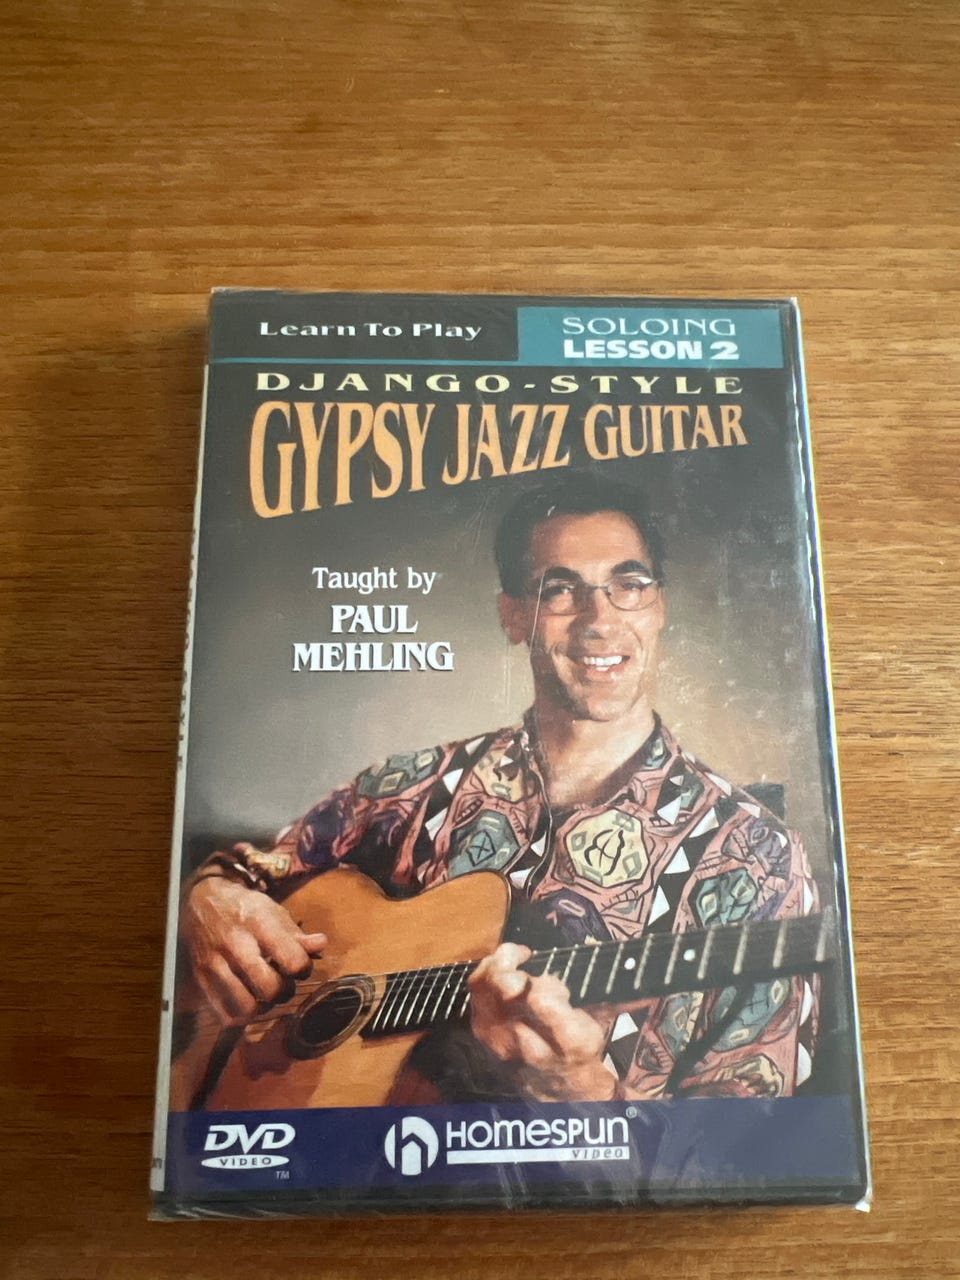 Learn To Play
SOLOING
LESSON 2
DJANGO-STYLE
GYPSY JAZZ GUITAR
Taught by
PAUL
MEHLING
DVD
VIDEO
TM
HOMESPUN®
VIDEO